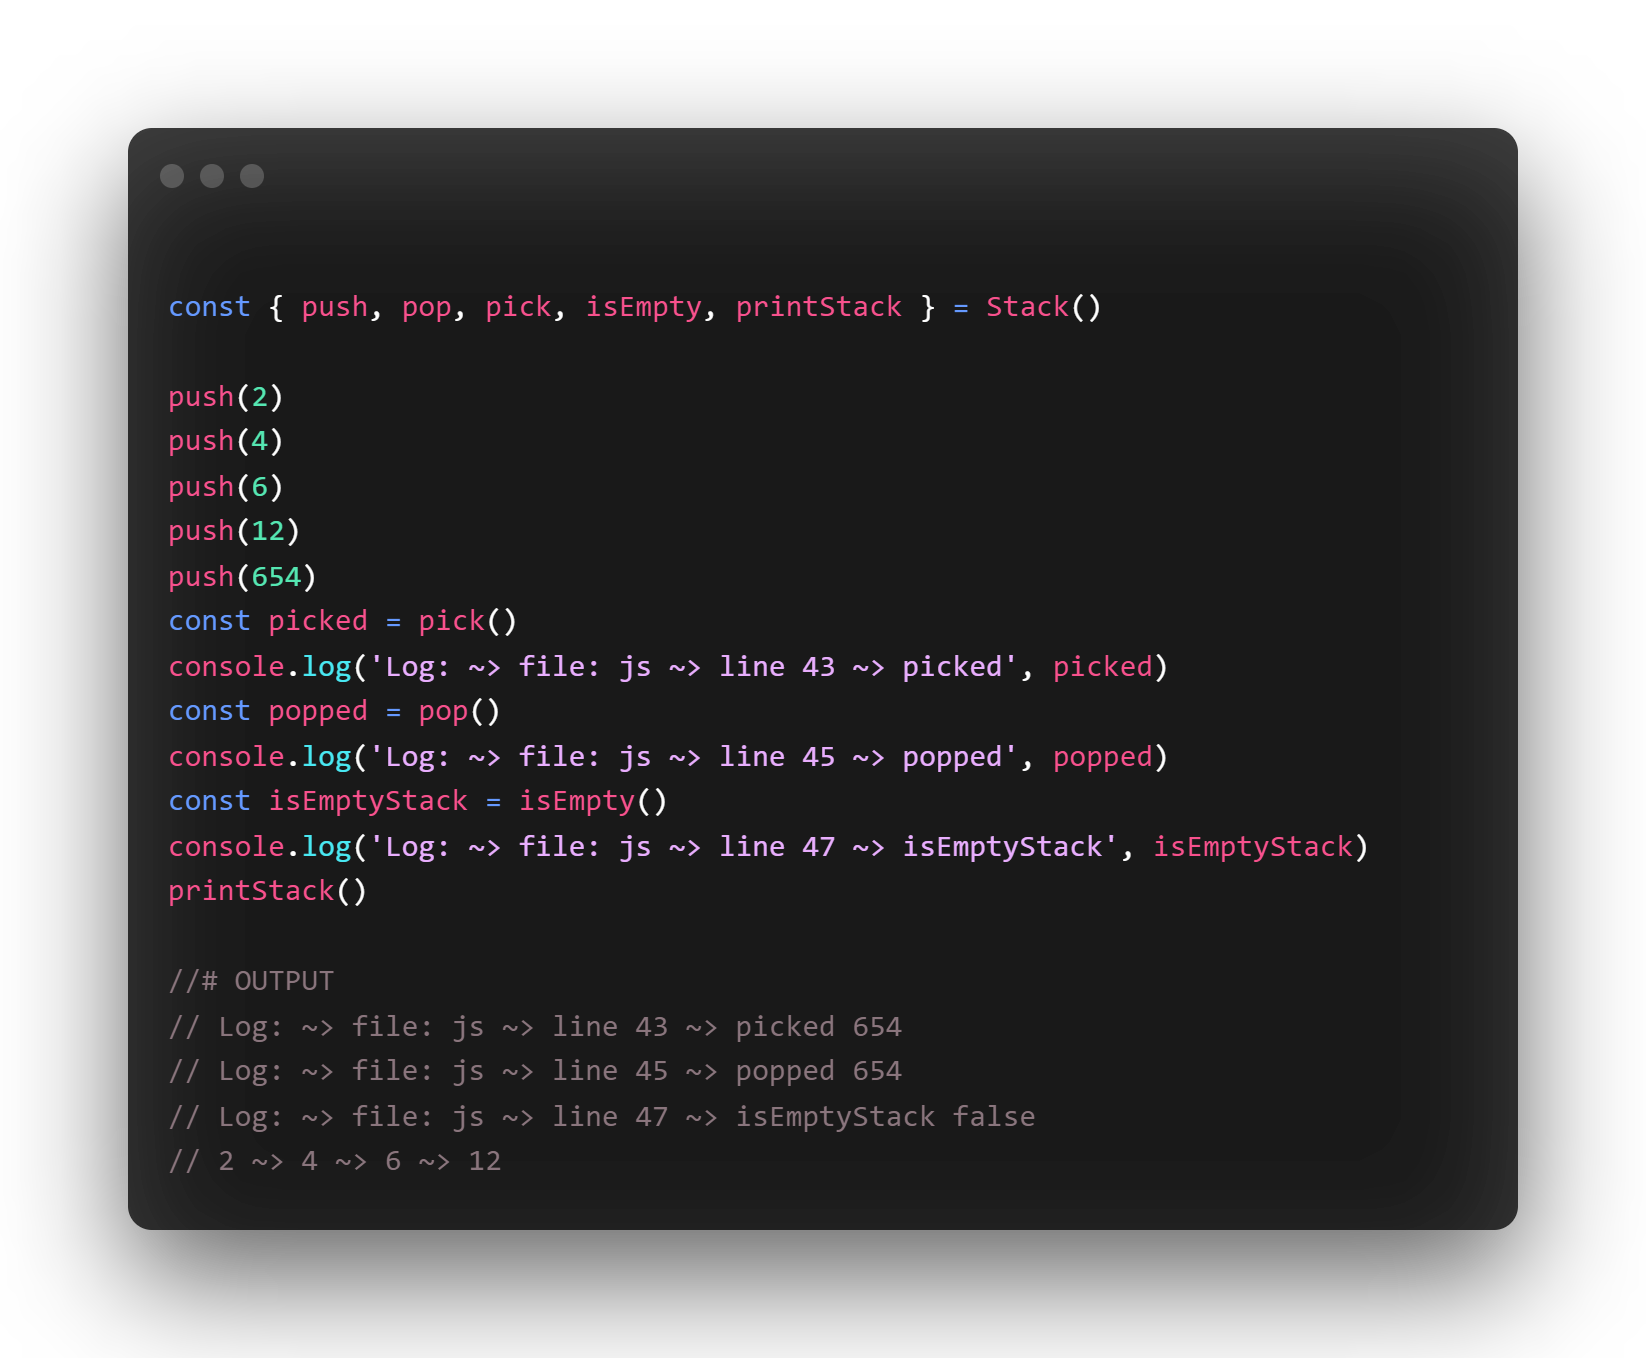 const { push, pop, pick, isEmpty, printStack } = Stack()
push(2)
push(4)
push(6)
push(12)
push(654)
const picked = pick()
console.log('Log: ~> file: js ~> line 43 ~> picked', picked)
const popped = pop()
console.log('Log: ~> file: js ~> line 45 ~> popped', popped)
const isEmptyStack = isEmpty()
console.log('Log: ~> file: js ~> line 47 ~> isEmptyStack', isEmptyStack)
printStack()
//# OUTPUT
// Log: ~> file: js ~> line 43 ~> picked 654
// Log: ~> file: js ~> line 45 ~> popped 654
// Log: ~> file: js ~> line 47 ~> isEmptyStack false
// 2 ~> 4 ~> 6 ~> 12